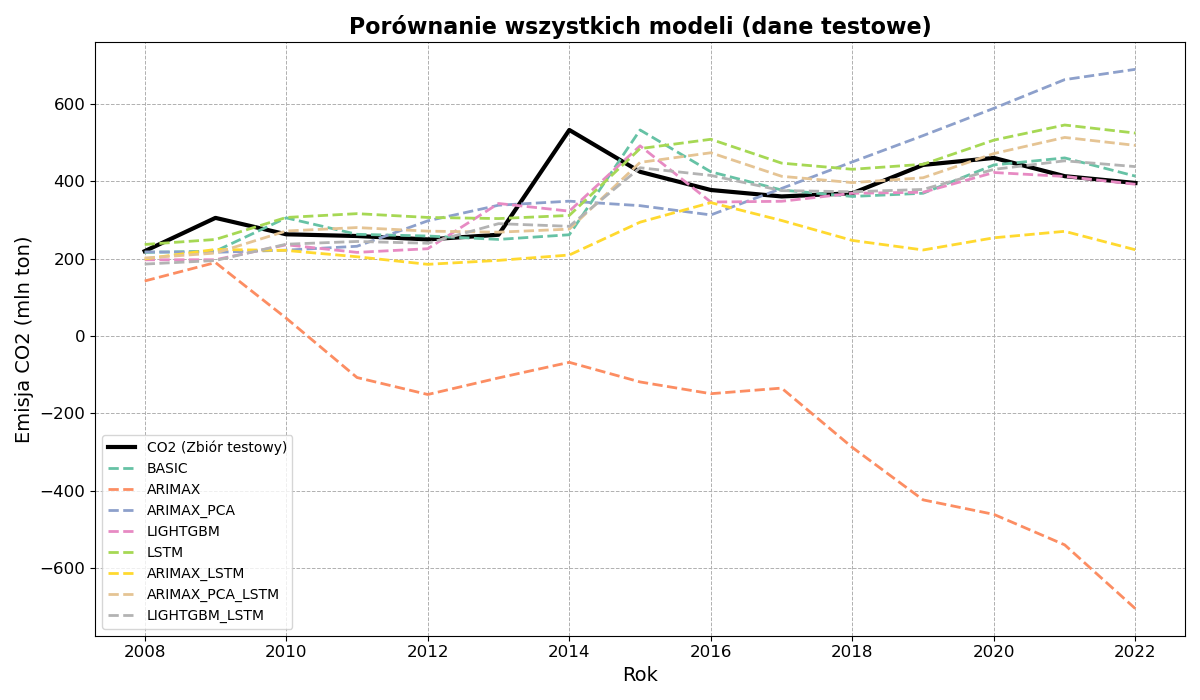 Porównanie wszystkich modeli (dane testowe)
Emisja CO2 (mln ton)
600
400
200
0
−200
−400
−600
CO2 (Zbiór testowy)
BASIC
ARIMAX
ARIMAX_PCA
LIGHTGBM
LSTM
ARIMAX_LSTM
ARIMAX_PCA_LSTM
LIGHTGBM_LSTM
2008 2010 2012 2014 2016 2018 2020 2022
Rok